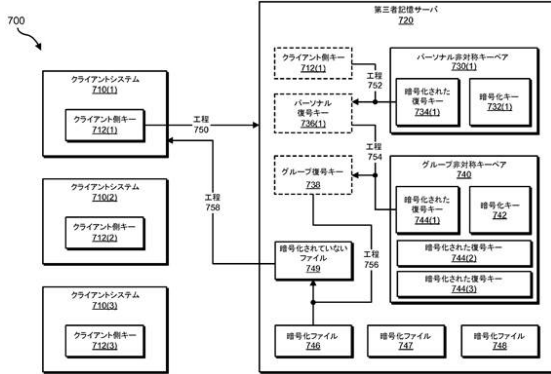 700
第三者記憶サーバ
720
クライアントシステム
710(1)
クライアント側キー
712(1)
工程
750
工程
758
クライアントシステム
710(2)
クライアント側キー
712(2)
クライアントシステム
710(3)
クライアント側キー
712(3)
クライアント側キー
712(1)
工程
752
パーソナル
復号キー
736(1)
工程
754
グループ復号キー
738
工程
756
暗号化されていない
ファイル
749
パーソナル非対称キーペア
730(1)
暗号化された
復号キー
734(1)
暗号化キー
732(1)
グループ非対称キーペア
740
暗号化された
復号キー
744(1)
暗号化キー
742
暗号化された復号キー
744(2)
暗号化された復号キー
744(3)
暗号化ファイル
746
暗号化ファイル
747
暗号化ファイル
748